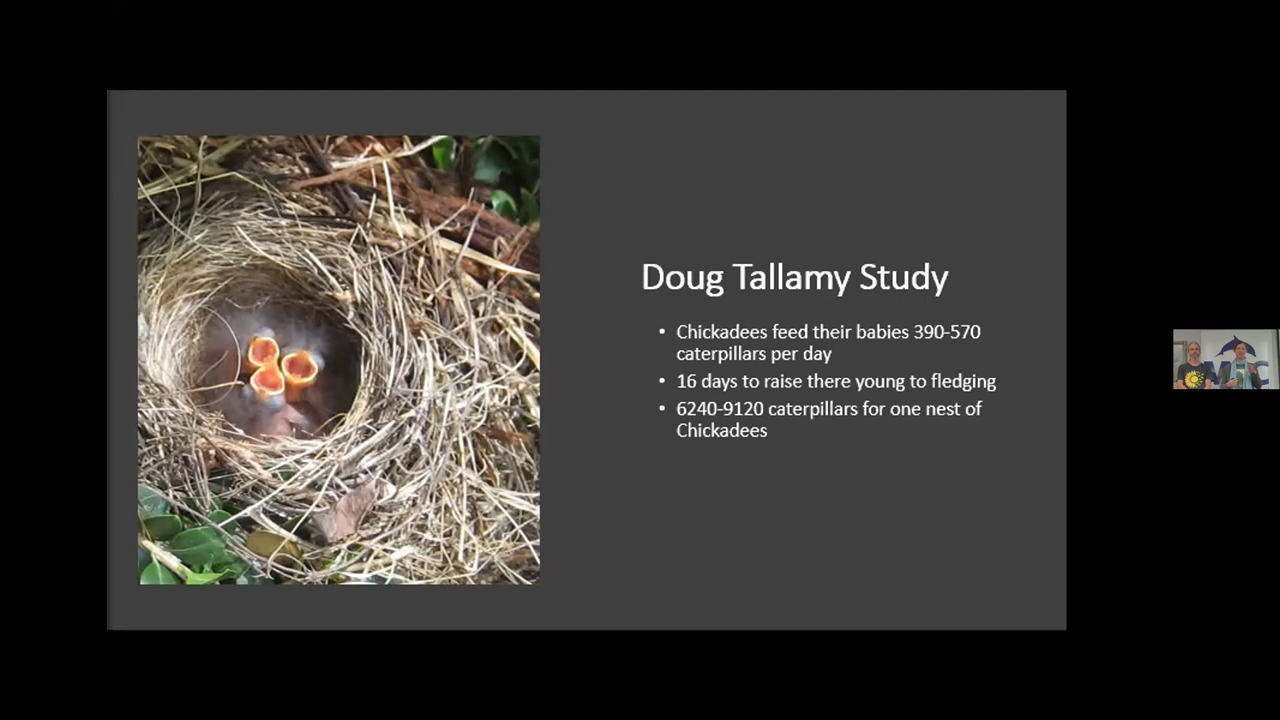 Doug Tallamy Study
• Chickadees feed their babies 390-570
caterpillars per day
• 16 days to raise there young to fledging
• 6240-9120 caterpillars for one nest of
Chickadees